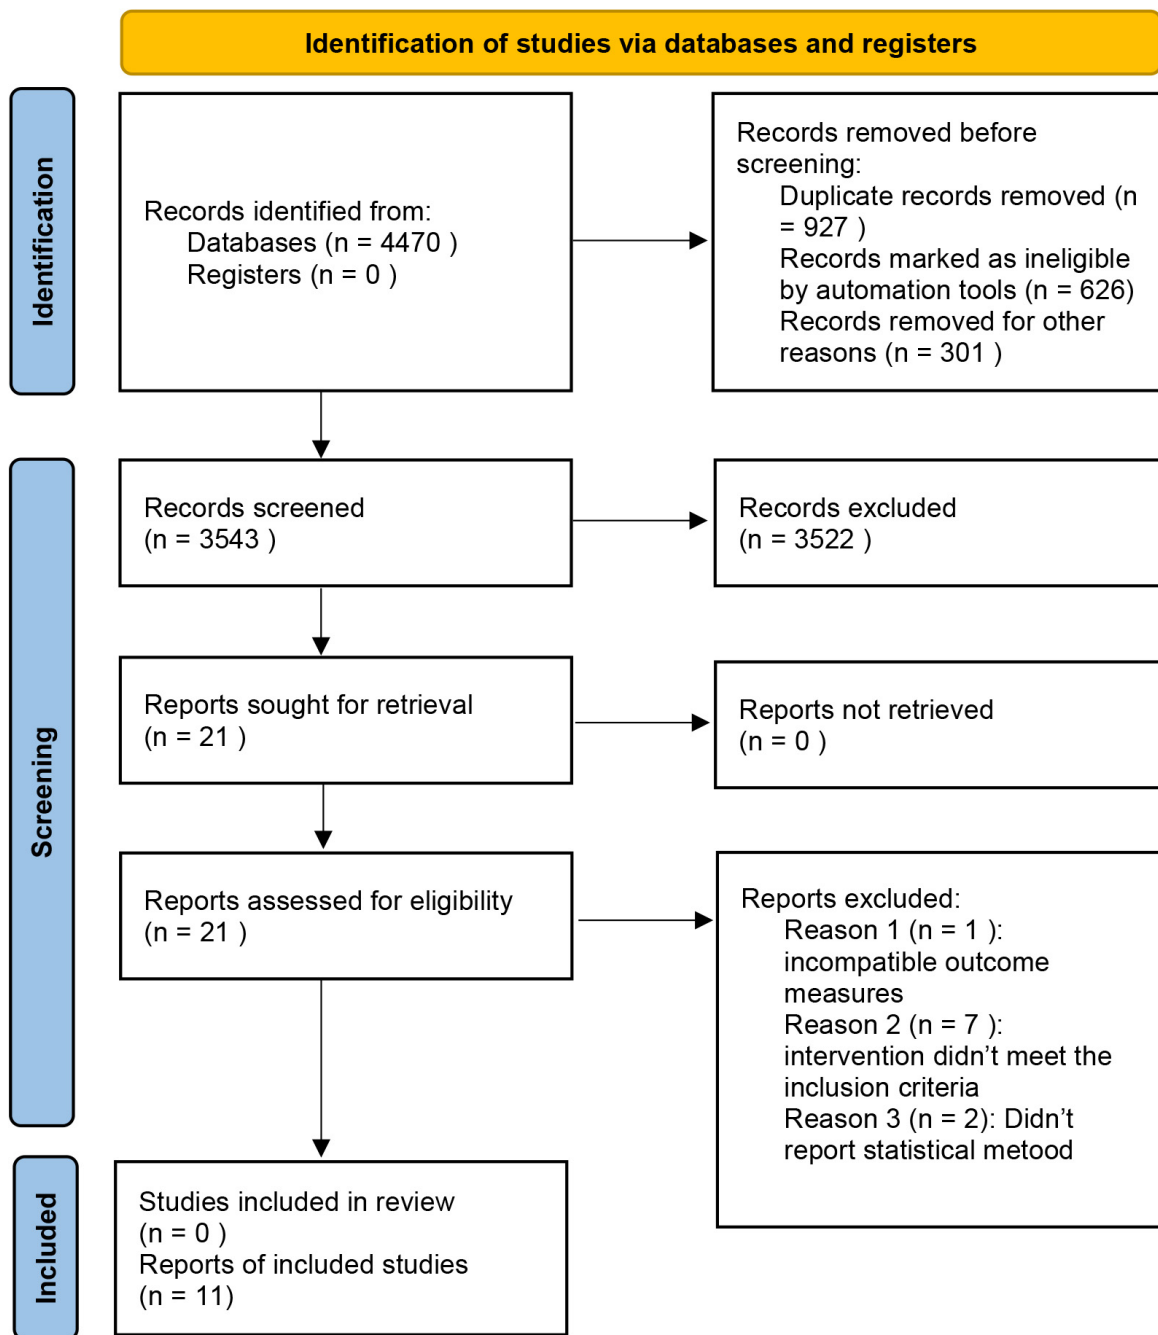 Identification of studies via databases and registers
Identification
Records identified from:
Databases (n = 4470 )
Registers (n = 0 )
Records removed before
screening:
Duplicate records removed (n
= 927 )
Records marked as ineligible
by automation tools (n = 626)
Records removed for other
reasons (n = 301 )
Screening
Records screened
(n = 3543 )
Records excluded
(n = 3522 )
Reports sought for retrieval
(n = 21 )
Reports not retrieved
(n = 0 )
Reports assessed for eligibility
(n = 21 )
Reports excluded:
Reason 1 (n = 1 ):
incompatible outcome
measures
Reason 2 (n = 7 ):
intervention didn’t meet the
inclusion criteria
Reason 3 (n = 2): Didn’t
report statistical metood
Included
Studies included in review
(n = 0 )
Reports of included studies
(n = 11)